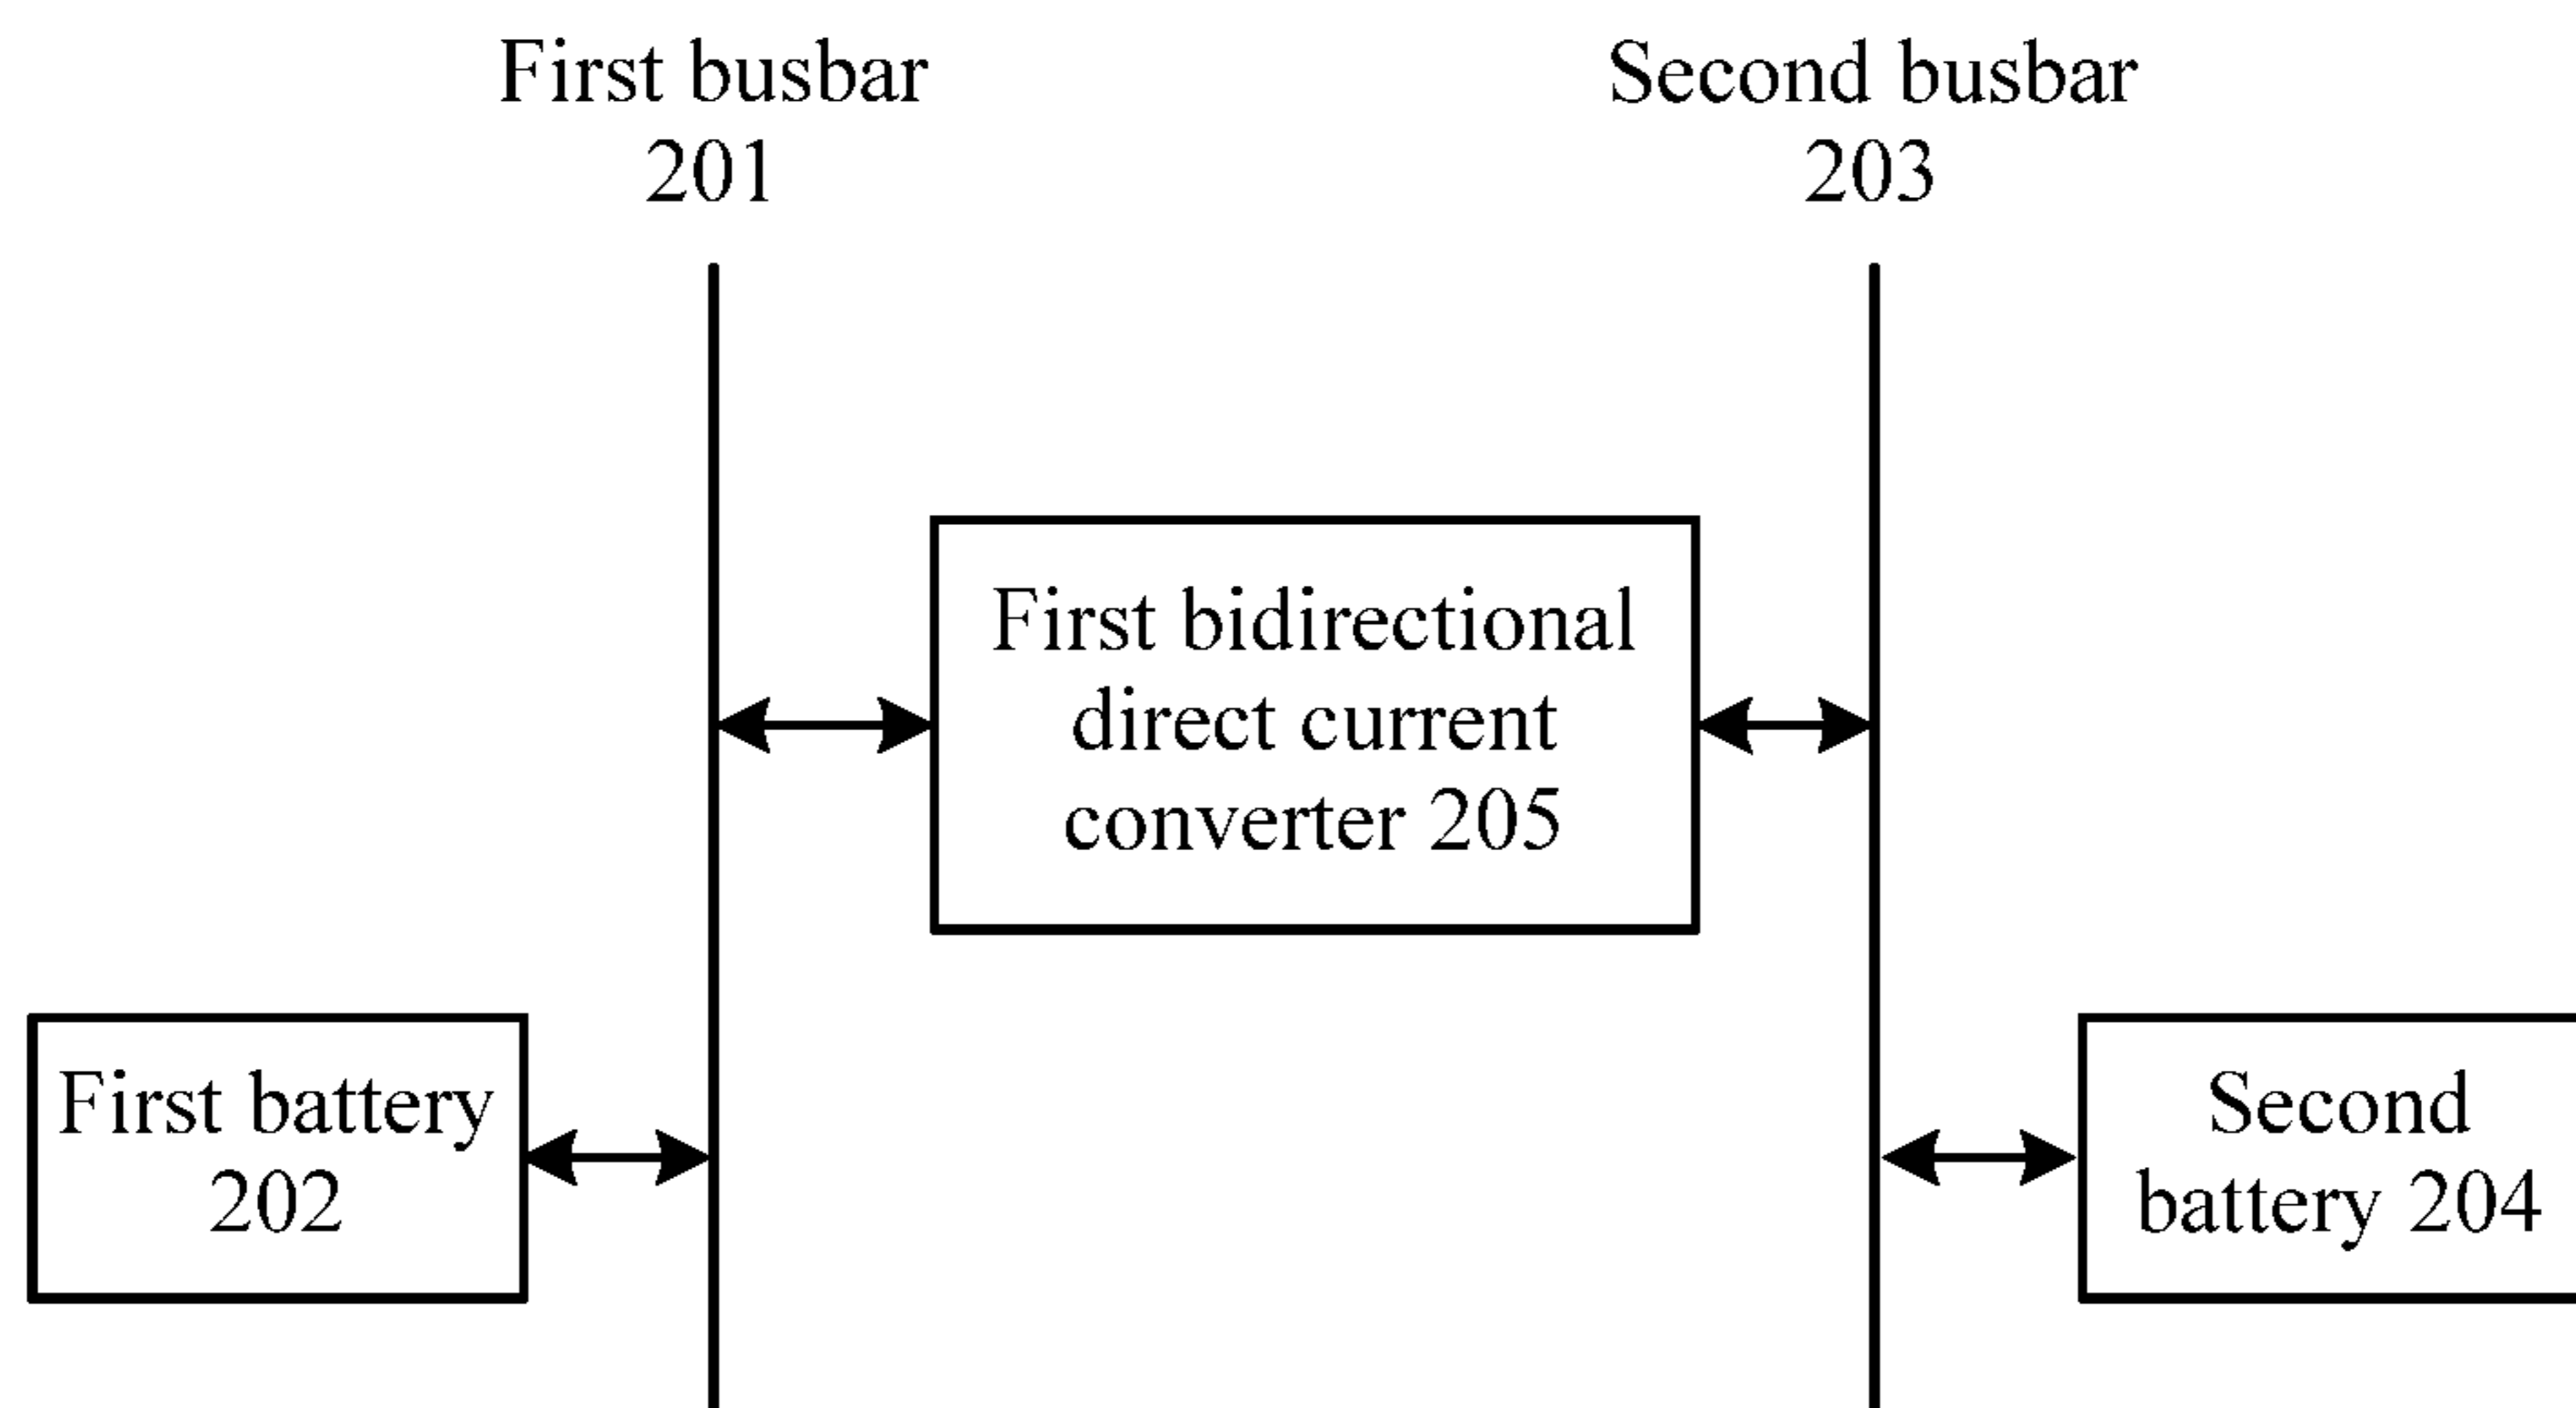 First busbar
201
Second busbar
203
First bidirectional
direct current
converter 205
First battery
202
Second
battery 204